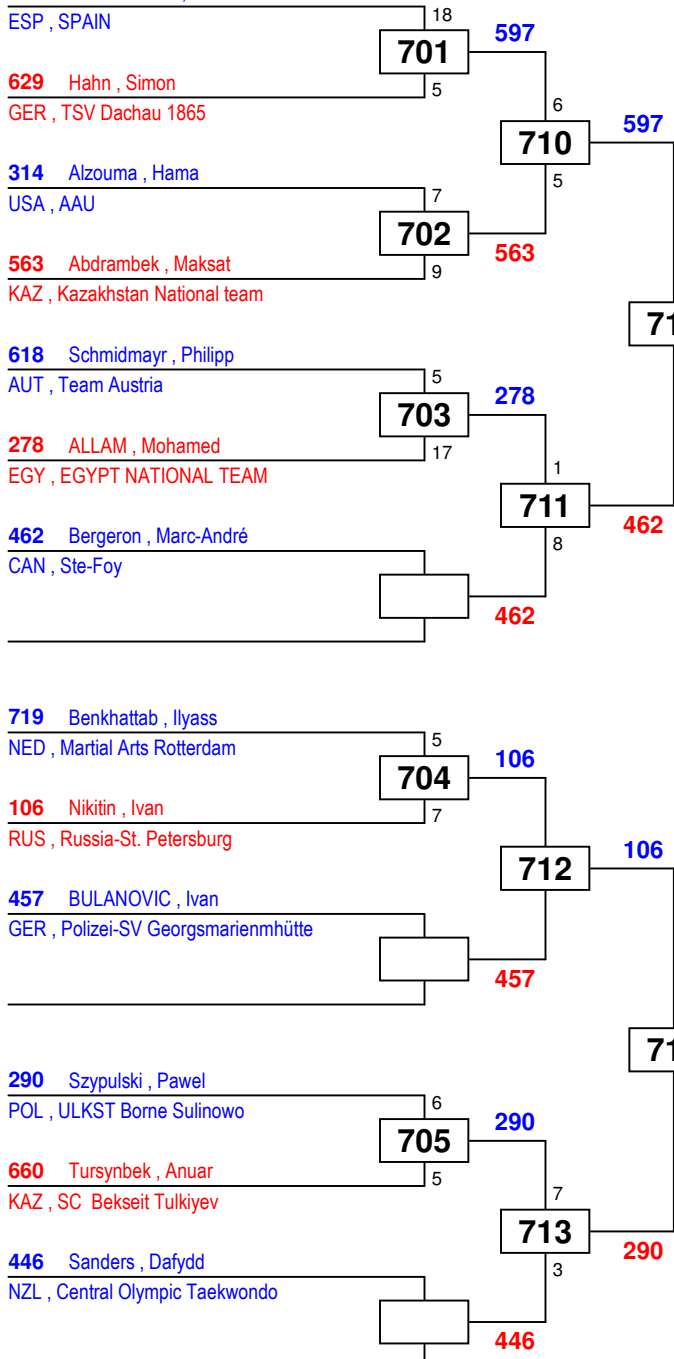 ESP , SPAIN
18
701
597
629 Hahn , Simon
5
GER , TSV Dachau 1865
6
597
710
314 Alzouma , Hama
USA , AAU
7
5
702
563
563 Abdrambek , Maksat
9
KAZ , Kazakhstan National team
71
618 Schmidmayr , Philipp
AUT , Team Austria
5
278
703
278 ALLAM , Mohamed
17
EGY , EGYPT NATIONAL TEAM
1
711
462 Bergeron , Marc-André
8
462
CAN , Ste-Foy
462
719 Benkhattab , Ilyass
NED , Martial Arts Rotterdam
5
106
704
106 Nikitin , Ivan
7
RUS , Russia-St. Petersburg
106
712
457 BULANOVIC , Ivan
GER , Polizei-SV Georgsmarienmhütte
457
71
290 Szypulski , Pawel
POL , ULKST Borne Sulinowo
6
290
705
660 Tursynbek , Anuar
5
KAZ , SC Bekseit Tulkiyev
7
713
290
446 Sanders , Dafydd
3
NZL , Central Olympic Taekwondo
446